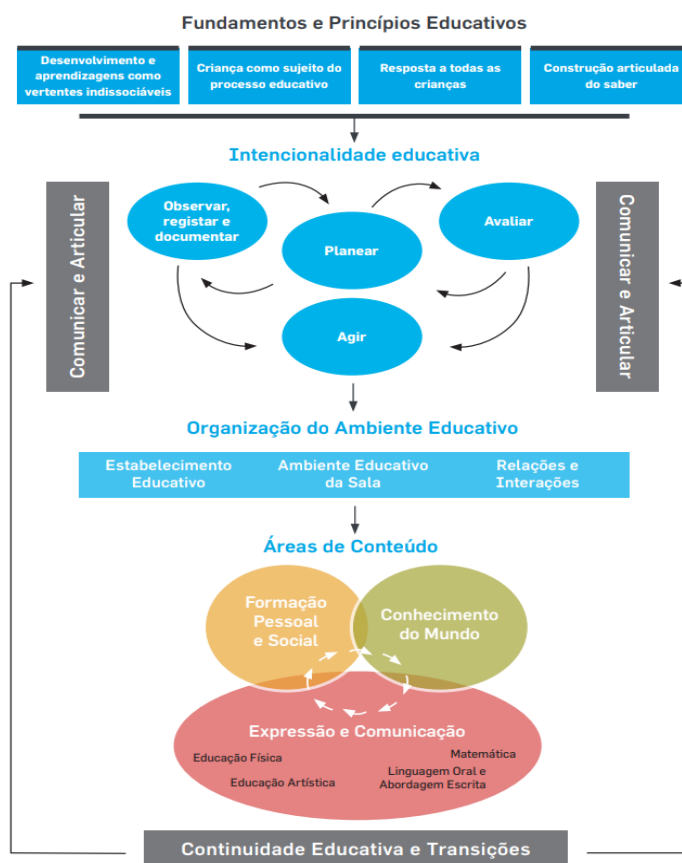 Fundamentos e Princípios Educativos
Desenvolvimento e
aprendizagens como
vertentes indissociáveis
Criança como sujeito do
processo educativo
Resposta a todas as
crianças
Construção articulada
do saber
Intencionalidade educativa
Comunicar e Articular
Observar,
registar e
documentar
Planear
Avaliar
Agir
Comunicar e Articular
Organização do Ambiente Educativo
Estabelecimento
Educativo
Ambiente Educativo
da Sala
Relações e
Interações
Áreas de Conteúdo
Formação
Pessoal
e Social
Conhecimento
do Mundo
Expressão e Comunicação
Educação Física
Matemática
Educação Artística
Linguagem Oral e
Abordagem Escrita
Continuidade Educativa e Transições